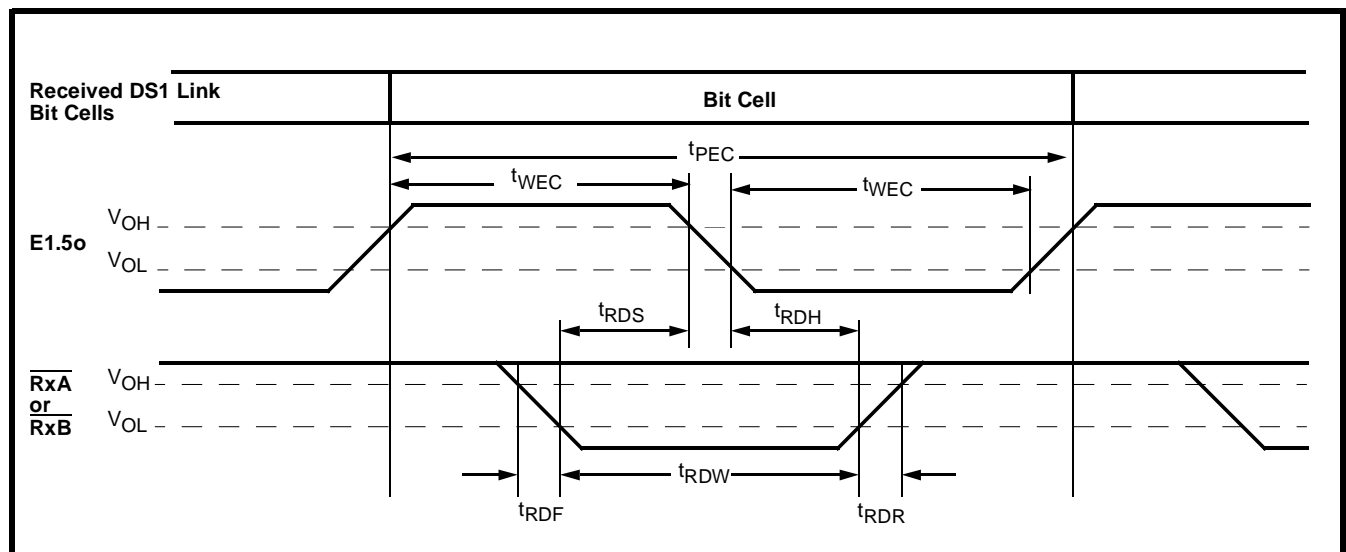 Received DS1 Link
Bit Cells
Bit Cell
tPEC
tWEC
tWEC
VOH
E1.5o
VOL
tRDS
tRDH
RxA
or
RxB
VOH
VOL
tRDW
tRDF
tRDR